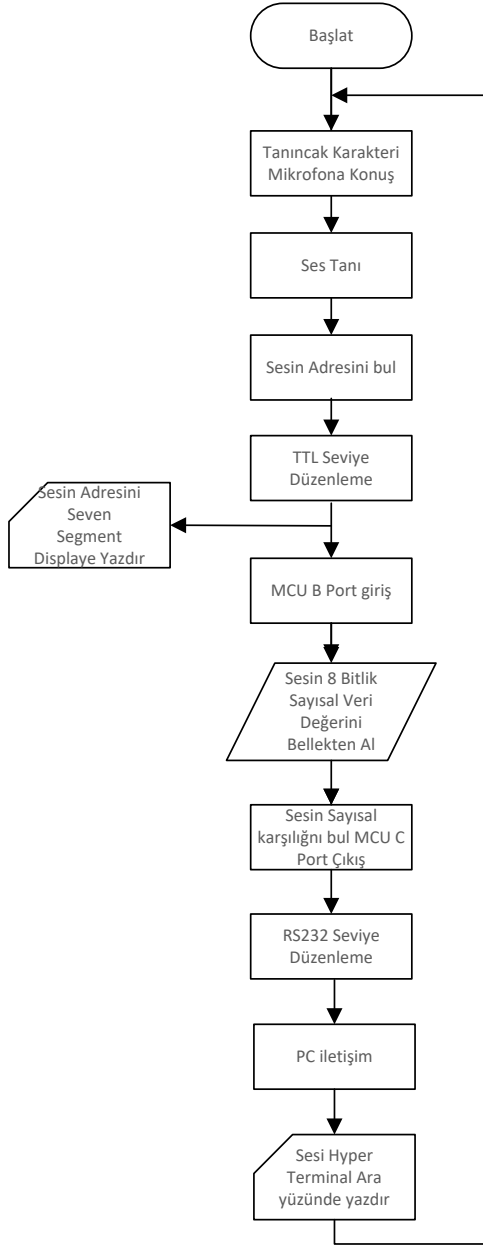 Başlat
Tanıncak Karakteri
Mikrofona Konuş
Ses Tanı
Sesin Adresini bul
TTL Seviye
Düzenleme
Sesin Adresini
Seven
Segment
Displaye Yazdır
MCU B Port giriş
Sesin 8 Bitlik
Sayısal Veri
Değerini
Bellekten Al
Sesin Sayısal
karşılığnı bul MCU C
Port Çıkış
RS232 Seviye
Düzenleme
PC iletişim
Sesi Hyper
Terminal Ara
yüzünde yazdır